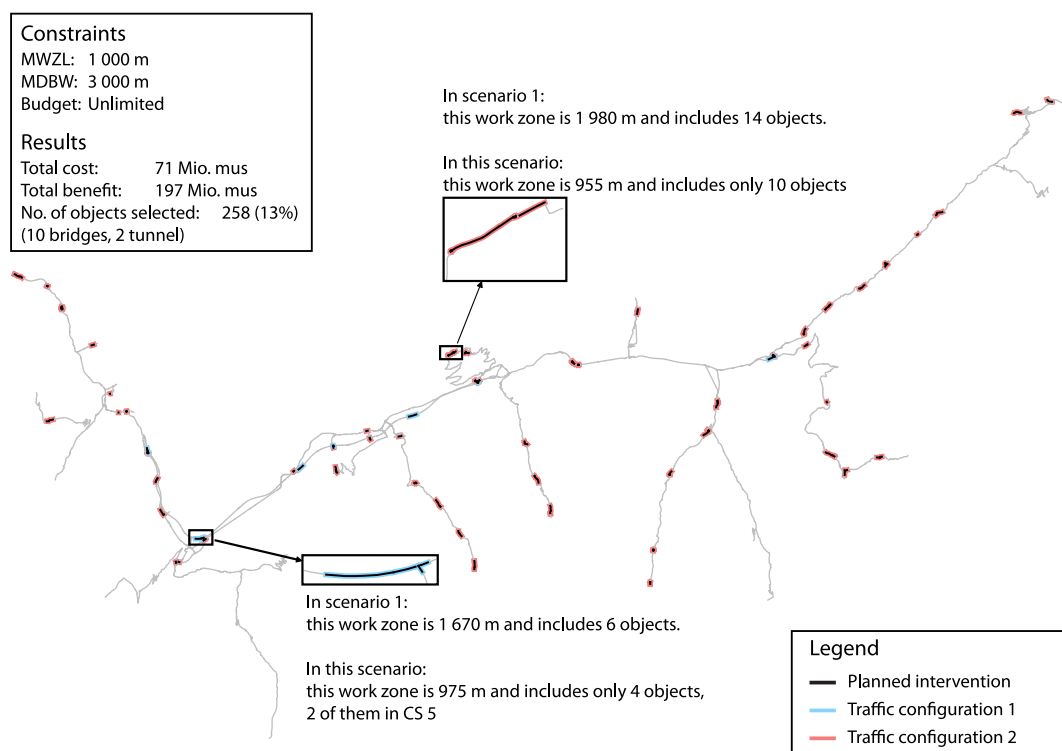 Constraints
MWZL: 1 000 m
MDBW: 3 000 m
Budget: Unlimited
Results
Total cost: 71 Mio. mus
Total benefit: 197 Mio. mus
No. of objects selected: 258 (13%)
(10 bridges, 2 tunnel)
In scenario 1:
this work zone is 1 980 m and includes 14 objects.
In this scenario:
this work zone is 955 m and includes only 10 objects
In scenario 1:
this work zone is 1 670 m and includes 6 objects.
In this scenario:
this work zone is 975 m and includes only 4 objects,
2 of them in CS 5
Legend
Planned intervention
Traffic configuration 1
Traffic configuration 2